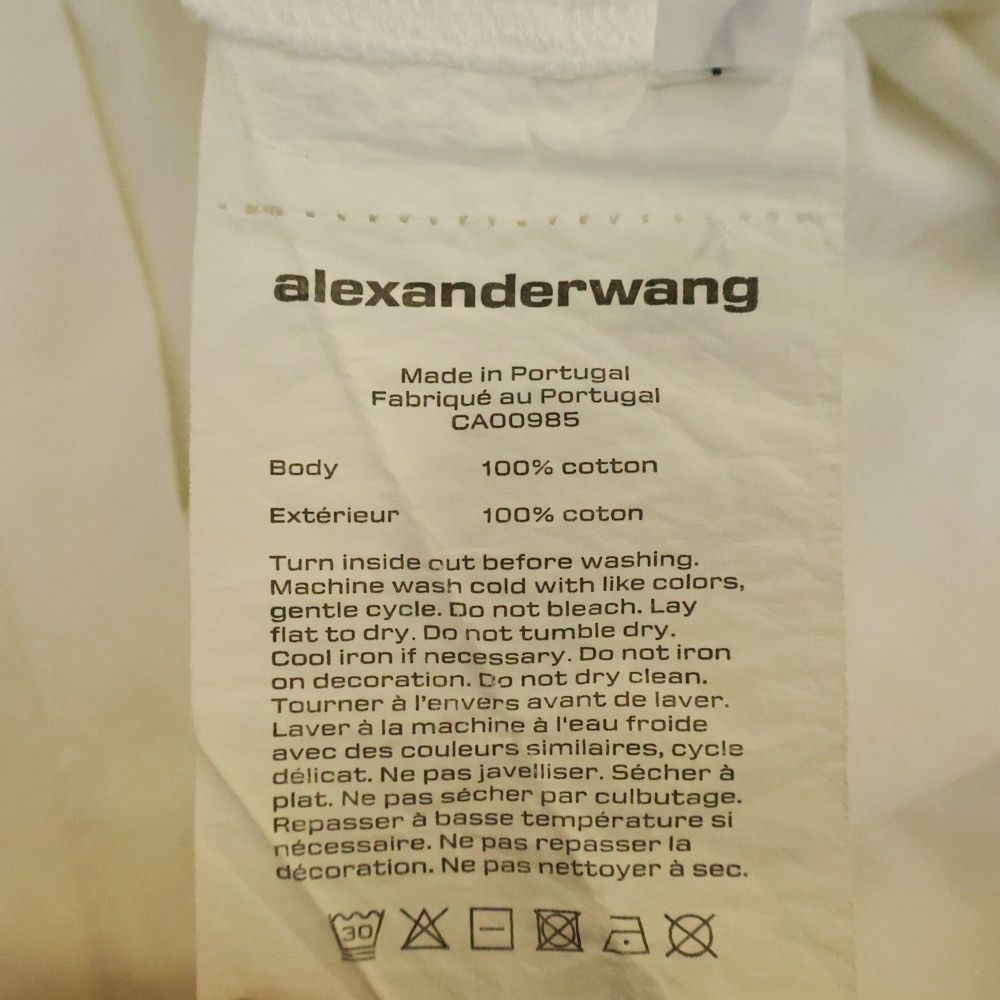 alexanderwang
Made in Portugal
Fabriqué au Portugal
CA00985
Body 100% cotton
Extérieur 100% coton
Turn inside out before washing.
Machine wash cold with like colors,
gentle cycle. Do not bleach. Lay
flat to dry. Do not tumble dry.
Cool iron if necessary. Do not iron
on decoration. Do not dry clean.
Tourner à l'envers avant de laver.
Laver à la machine à l'eau froide
avec des couleurs similaires, cycle
délicat. Ne pas javelliser. Sécher à
plat. Ne pas sécher par culbutage.
Repasser à basse température si
nécessaire. Ne pas repasser la
décoration. Ne pas nettoyer à sec.
30